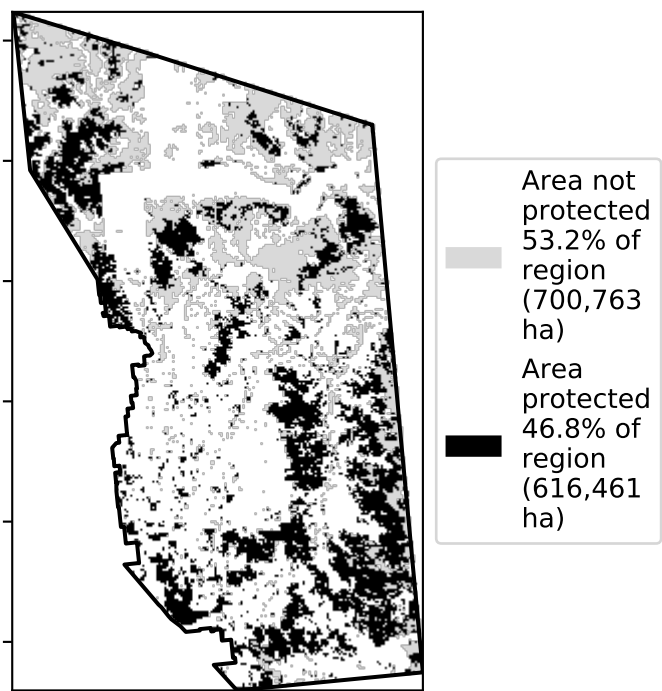 Area not
protected
53.2% of
region
(700,763
ha)
Area
protected
46.8% of
region
(616,461
ha)